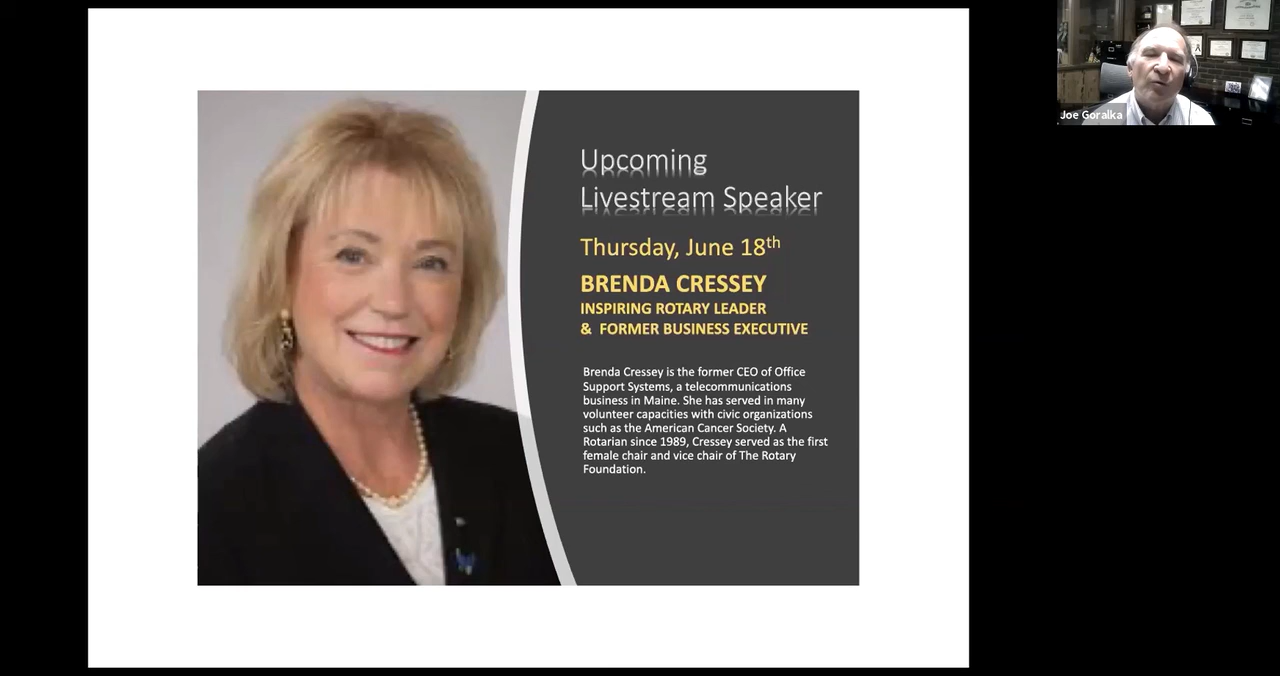 Upcoming
Livestream Speaker
Thursday, June 18th
BRENDA CRESSEY
INSPIRING ROTARY LEADER
& FORMER BUSINESS EXECUTIVE
Brenda Cressey is the former CEO of Office
Support Systems, a telecommunications
business in Maine. She has served in many
volunteer capacities with civic organizations
such as the American Cancer Society. A
Rotarian since 1989, Cressey served as the first
female chair and vice chair of The Rotary
Foundation.
Joe Goralka